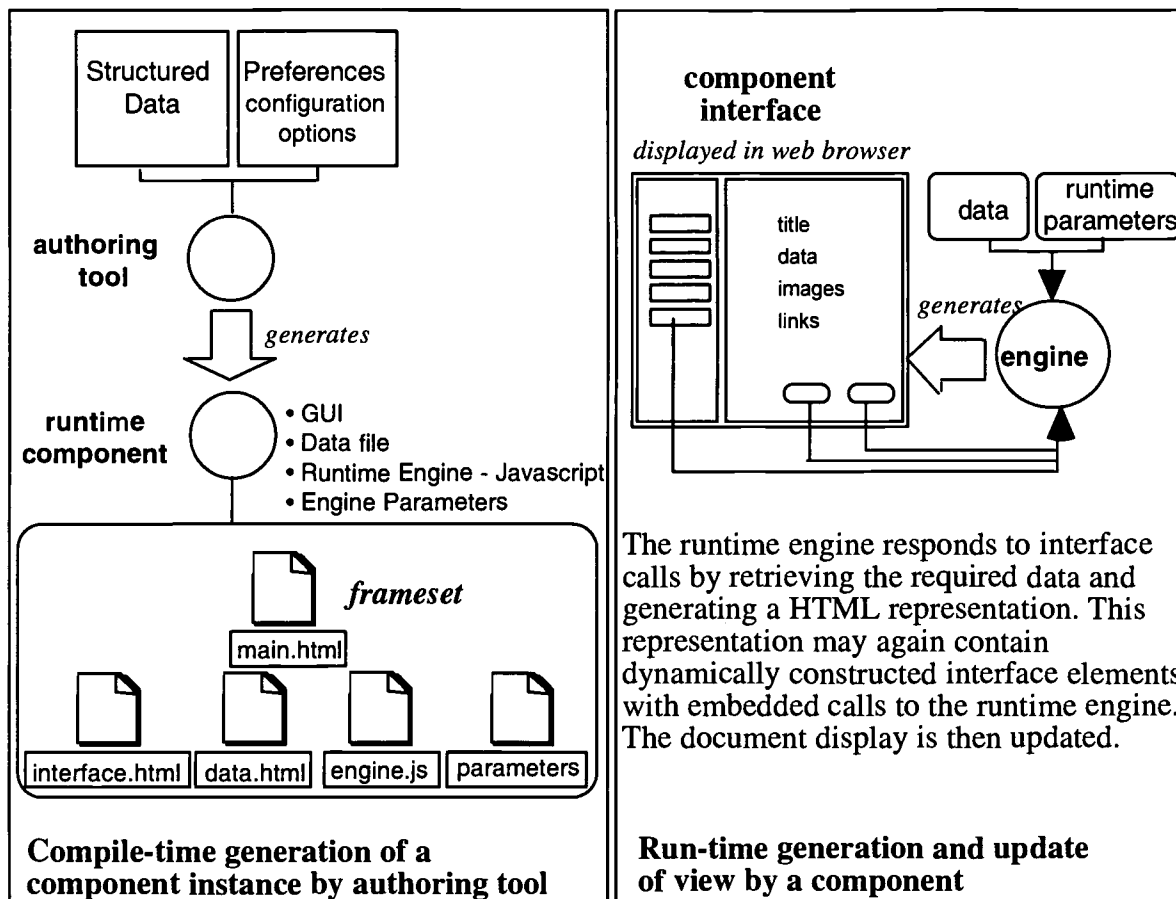 Structured
Data
Preferences
configuration
options
authoring
tool
generates
runtime
component
• GUI
• Data file
• Runtime Engine - Javascript
• Engine Parameters
frameset
main.html
interface.html
data.html
engine.js
parameters
Compile-time generation of a
component instance by authoring tool
component
interface
displayed in web browser
title
data
images
links
data
runtime
parameters
generates
engine
The runtime engine responds to interface
calls by retrieving the required data and
generating a HTML representation. This
representation may again contain
dynamically constructed interface elements
with embedded calls to the runtime engine.
The document display is then updated.
Run-time generation and update
of view by a component